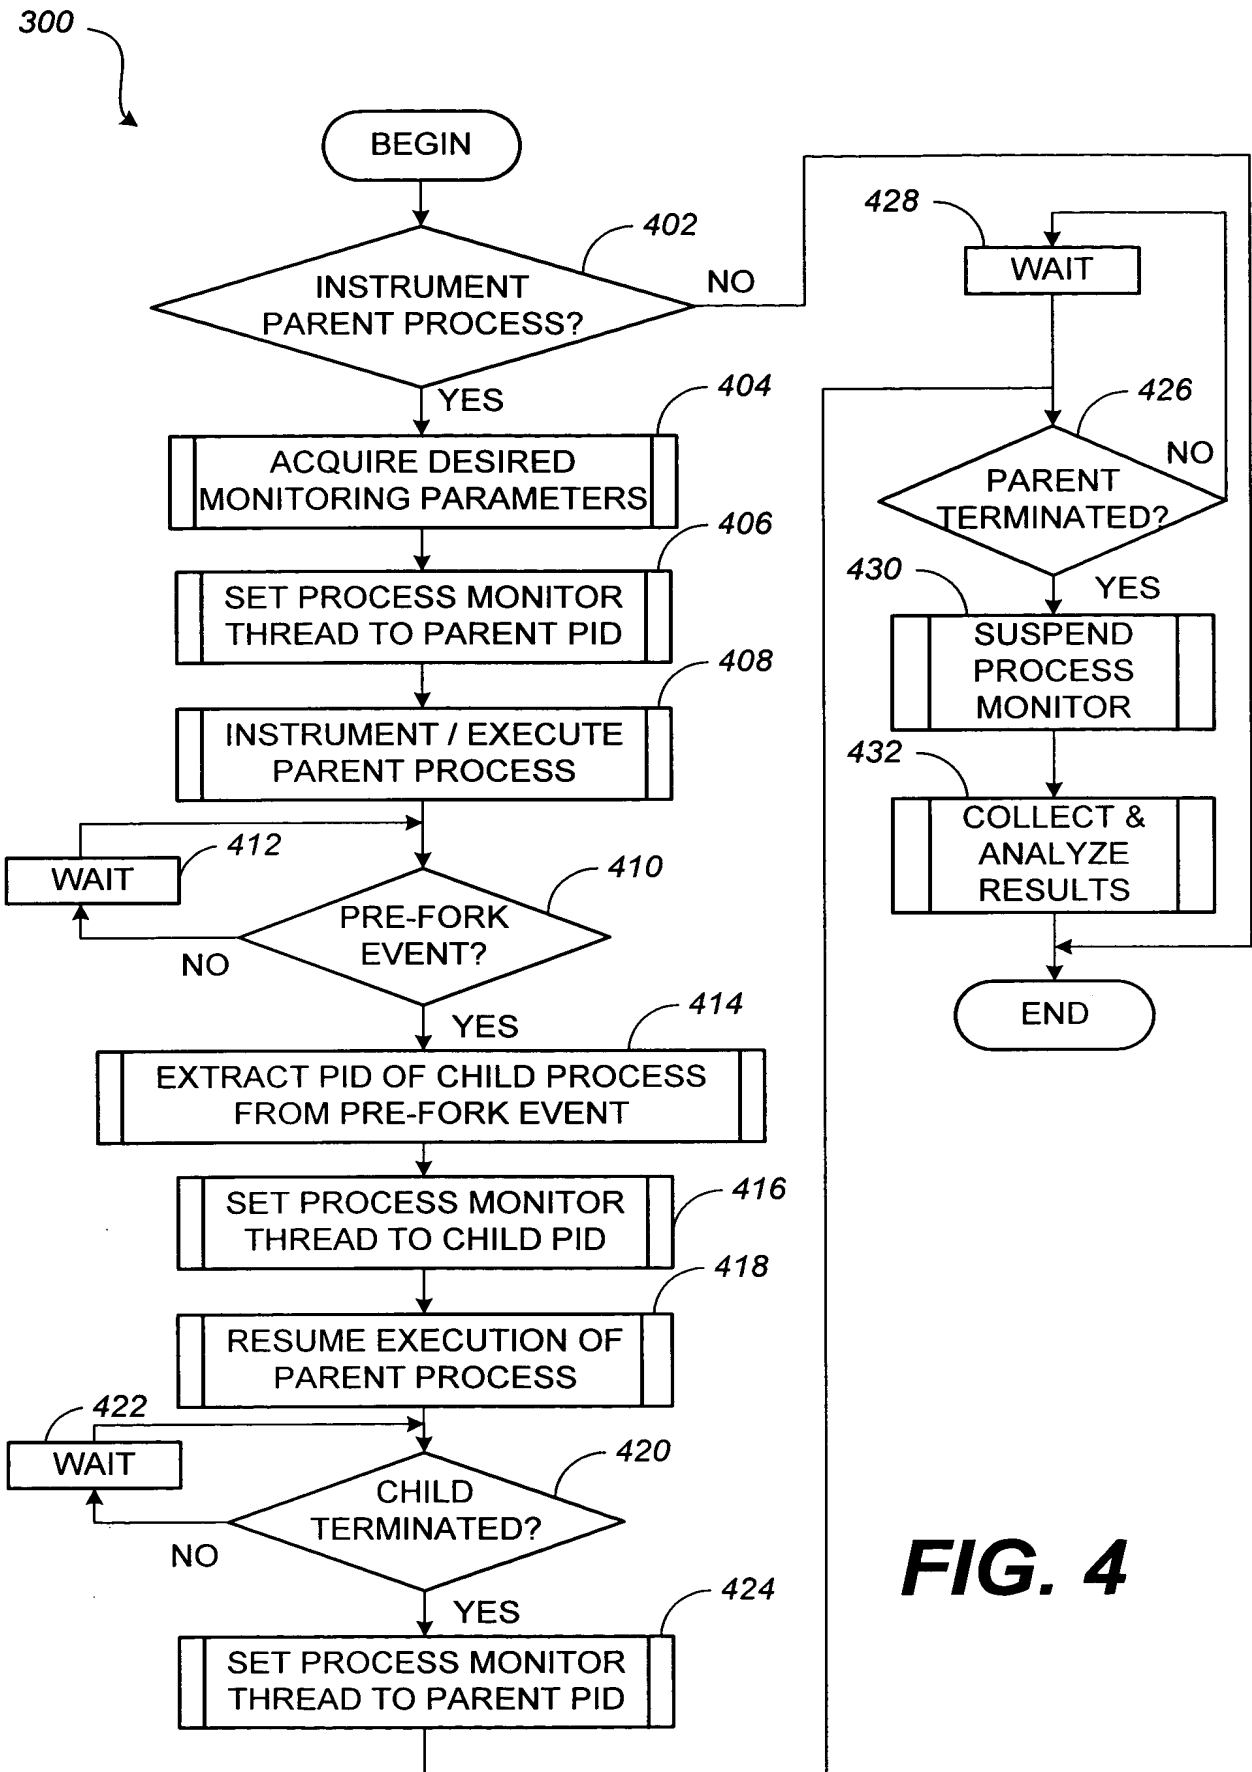 300
BEGIN
402
INSTRUMENT
PARENT PROCESS?
NO
YES
404
ACQUIRE DESIRED
MONITORING PARAMETERS
406
SET PROCESS MONITOR
THREAD TO PARENT PID
408
INSTRUMENT / EXECUTE
PARENT PROCESS
412
WAIT
410
PRE-FORK
EVENT?
NO
YES
414
EXTRACT PID OF CHILD PROCESS
FROM PRE-FORK EVENT
416
SET PROCESS MONITOR
THREAD TO CHILD PID
418
RESUME EXECUTION OF
PARENT PROCESS
422
WAIT
420
CHILD
TERMINATED?
NO
YES
424
SET PROCESS MONITOR
THREAD TO PARENT PID
428
WAIT
426
PARENT
TERMINATED?
NO
YES
430
SUSPEND
PROCESS
MONITOR
432
COLLECT &
ANALYZE
RESULTS
END
FIG. 4